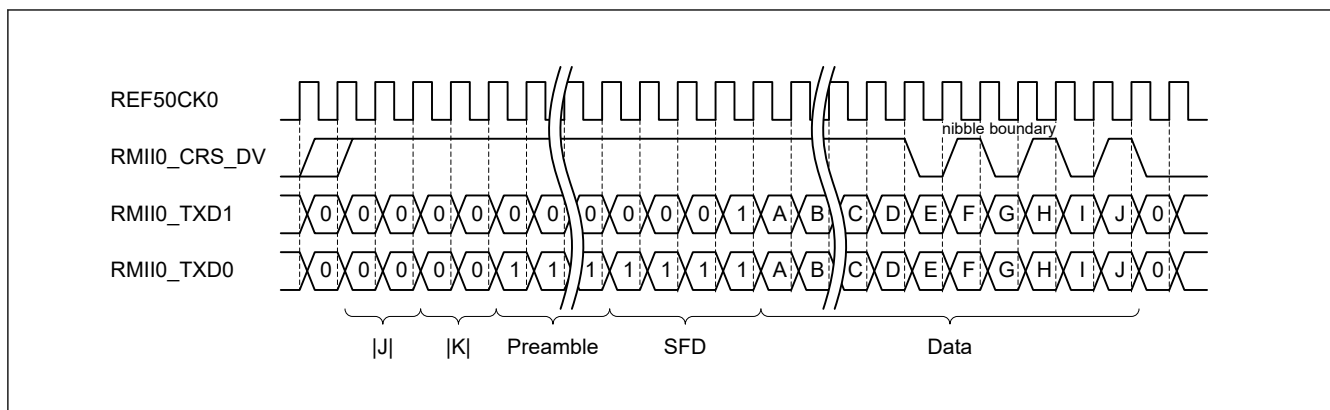 REF50CK0
nibble boundary
RMII0_CRS_DV
RMII0_TXD1 0 0 0 0 0 0 0 0 0 0 0 1 A B C D E F G H I J 0
RMII0_TXD0 0 0 0 0 0 1 1 1 1 1 1 1 A B C D E F G H I J 0
|J| |K| Preamble SFD Data